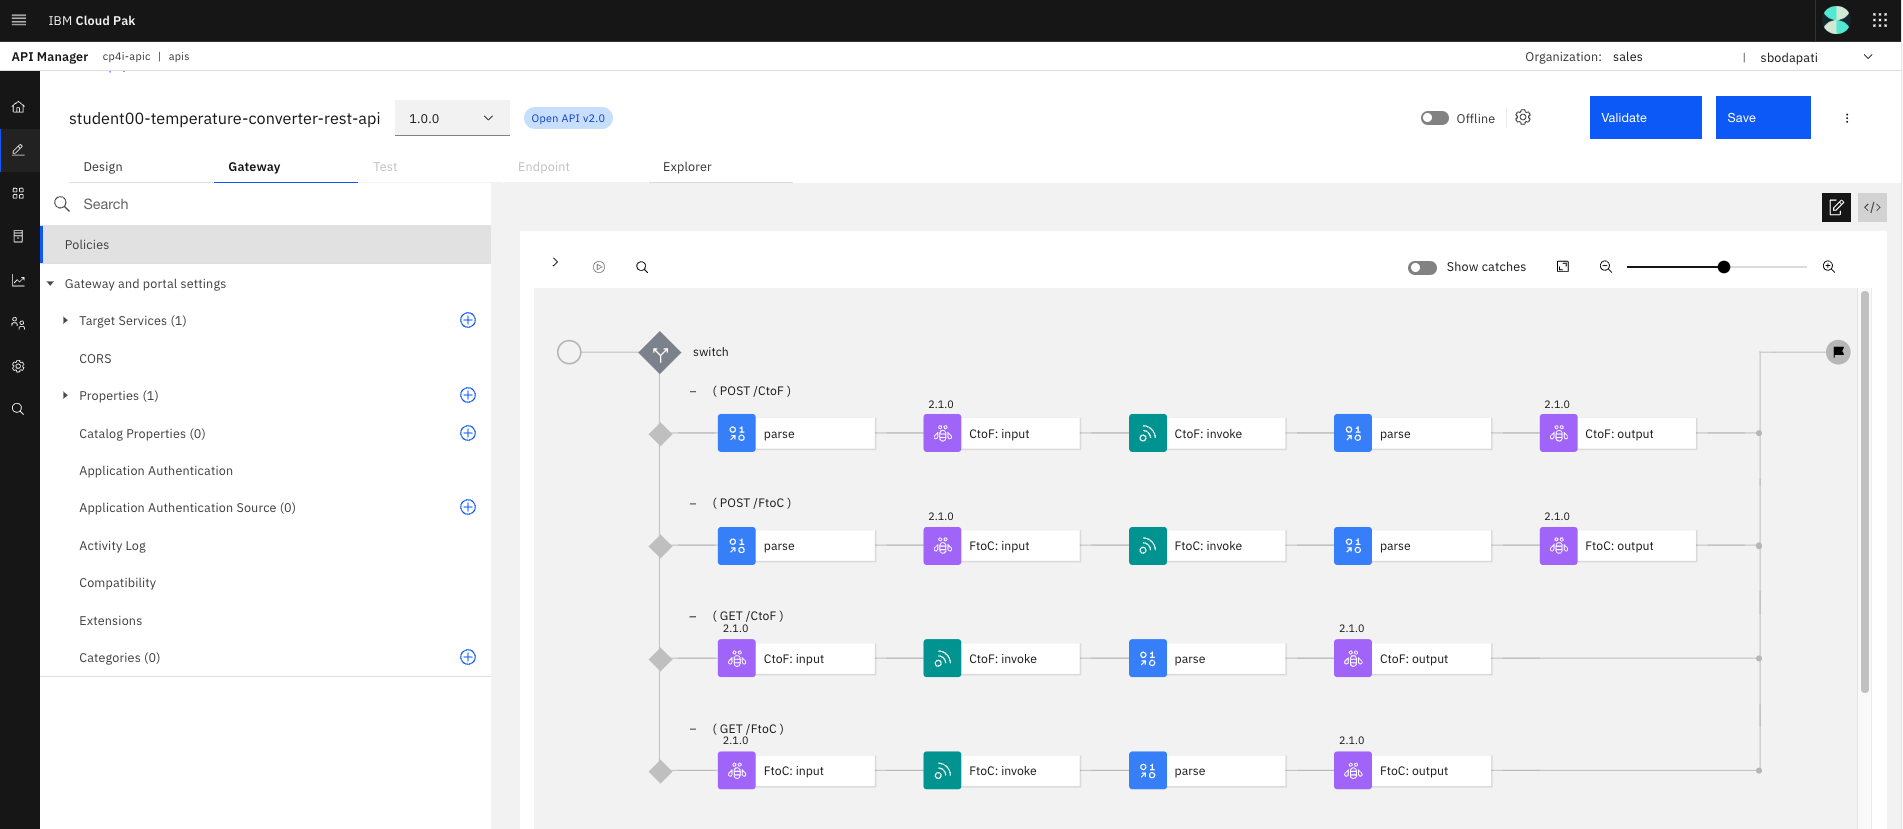 IBM Cloud Pak
API Manager cp4i-apic | apis Organization: sales | sbodapati
student00-temperature-converter-rest-api 1.0.0 Open API v2.0 Offline Validate Save
Design Gateway Test Endpoint Explorer
Search
Policies
Gateway and portal settings
Target Services (1)
CORS
Properties (1)
Catalog Properties (0)
Application Authentication
Application Authentication Source (0)
Activity Log
Compatibility
Extensions
Categories (0)
</>
Show catches
switch
– ( POST /CtoF )
2.1.0 2.1.0
parse CtoF: input CtoF: invoke parse CtoF: output
– ( POST /FtoC )
2.1.0 2.1.0
parse FtoC: input FtoC: invoke parse FtoC: output
– ( GET /CtoF )
2.1.0 2.1.0
CtoF: input CtoF: invoke parse CtoF: output
– ( GET /FtoC )
2.1.0 2.1.0
FtoC: input FtoC: invoke parse FtoC: output